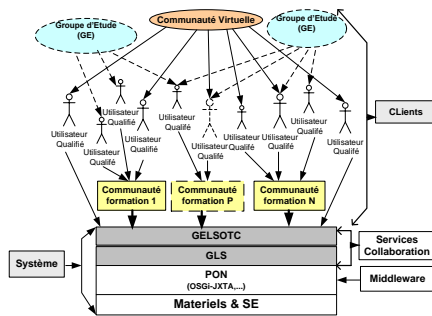 Communauté Virtuelle
Groupe d'Etude
(GE)
Groupe d'Etude
(GE)
Utilisateur
Qualifié
Utilisateur
Qualifié
Utilisateur
Qualifié
Utilisateur
Qualifié
Utilisateur
Qualifié
Utilisateur
Qualifié
Utilisateur
Qualifié
Utilisateur
Qualifié
Utilisateur
Qualifié
CLients
Communauté
formation 1
Communauté
formation P
Communauté
formation N
GELSOTC
GLS
PON
(OSGi-JXTA,...)
Materiels & SE
Système
Services
Collaboration
Middleware